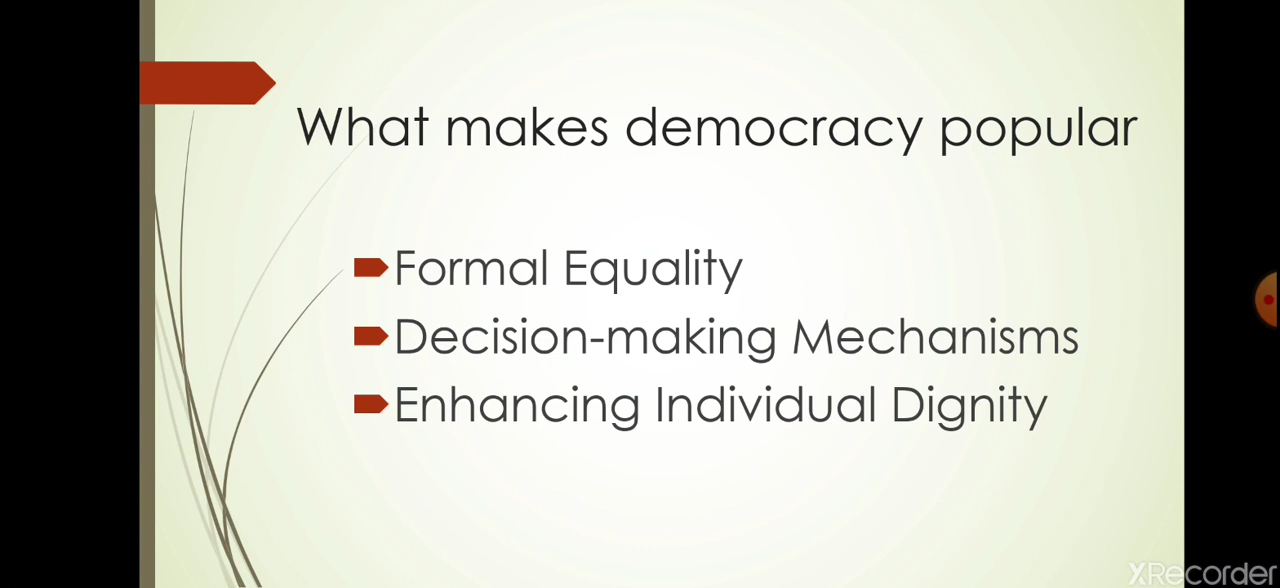 What makes democracy popular
Formal Equality
Decision-making Mechanisms
Enhancing Individual Dignity
XRecorder